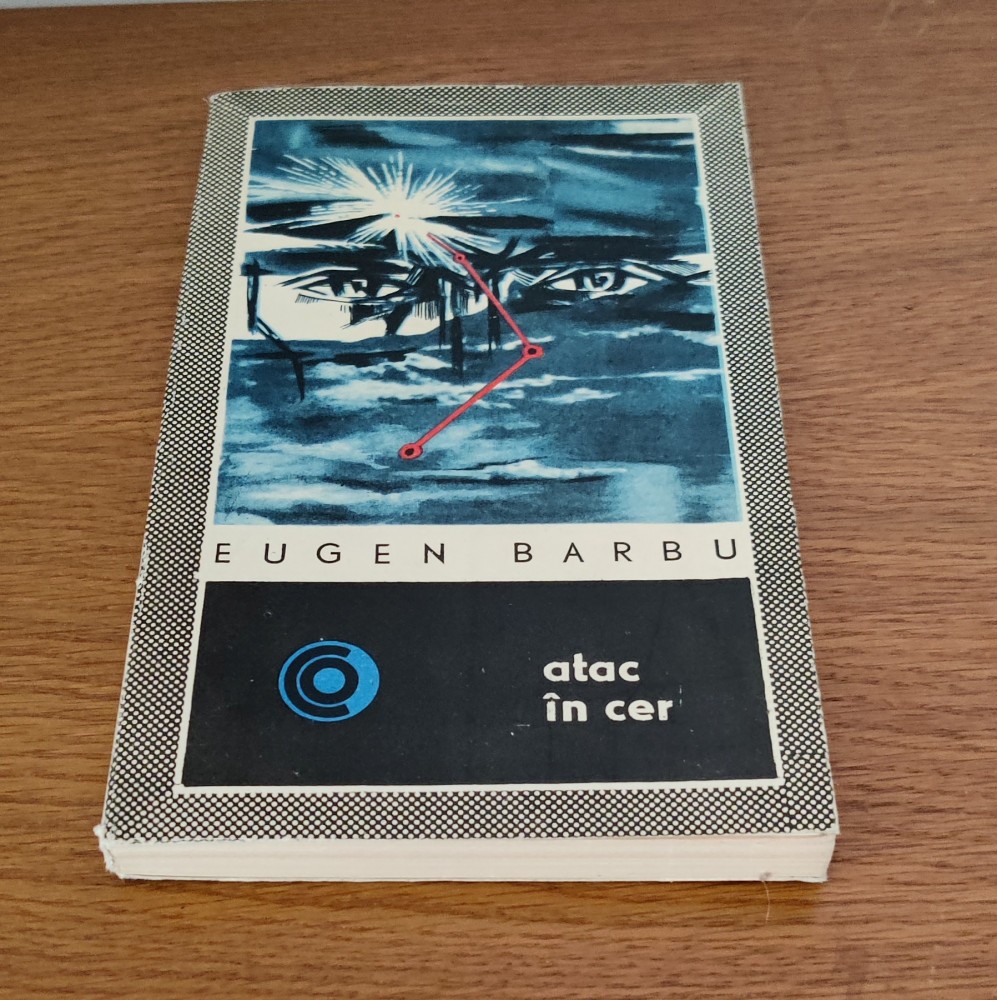 EUGEN BARBU
atac
în cer